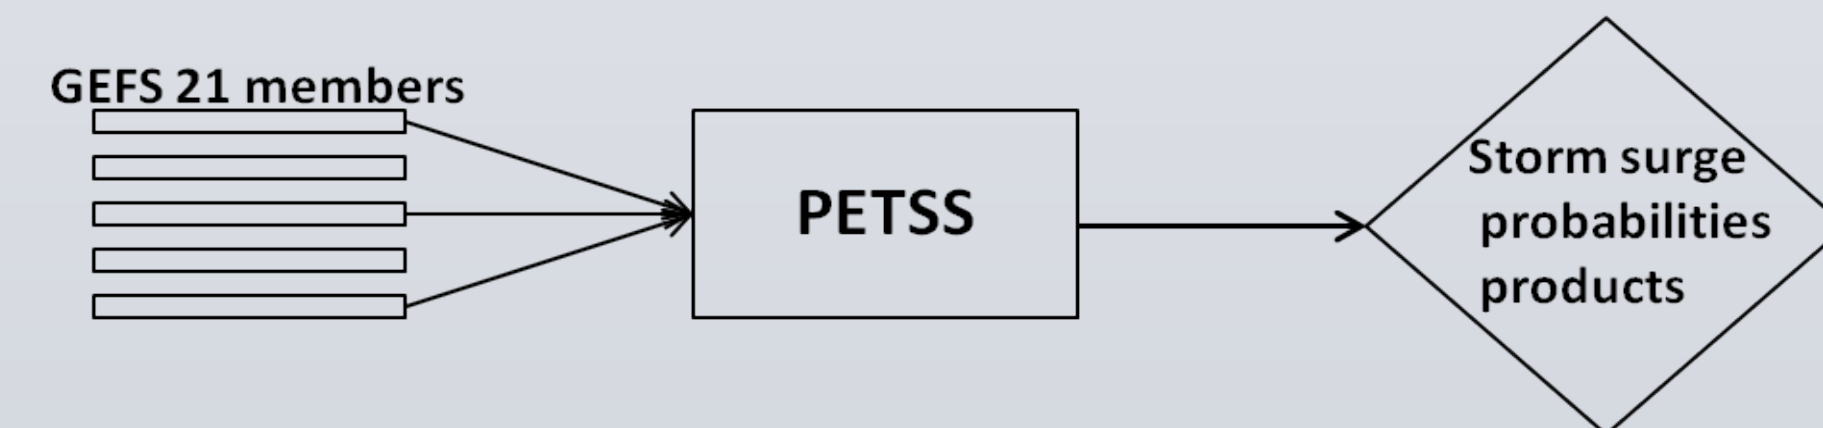 GEFS 21 members
PETSS
Storm surge
probabilities
products